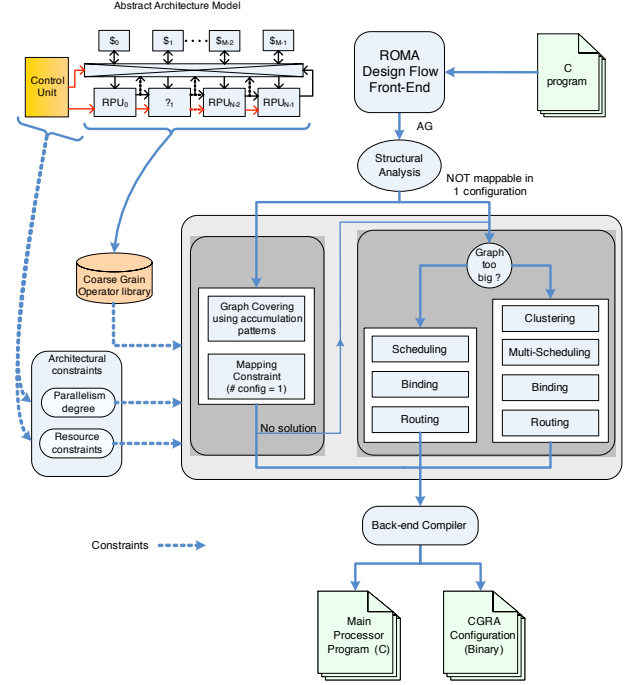 Abstract Architecture Model
$0
$1
$M-2
$M-1
Control
Unit
RPU0
?1
RPUN-2
RPUN-1
ROMA
Design Flow
Front-End
C
program
AG
Structural
Analysis
NOT mappable in
1 configuration
Graph
too
big ?
Coarse Grain
Operator library
Graph Covering
using accumulation
patterns
Mapping
Constraint
(# config = 1)
No solution
Scheduling
Binding
Routing
Clustering
Multi-Scheduling
Binding
Routing
Architectural
constraints
Parallelism
degree
Resource
constraints
Back-end Compiler
Constraints
Main
Processor
Program (C)
CGRA
Configuration
(Binary)